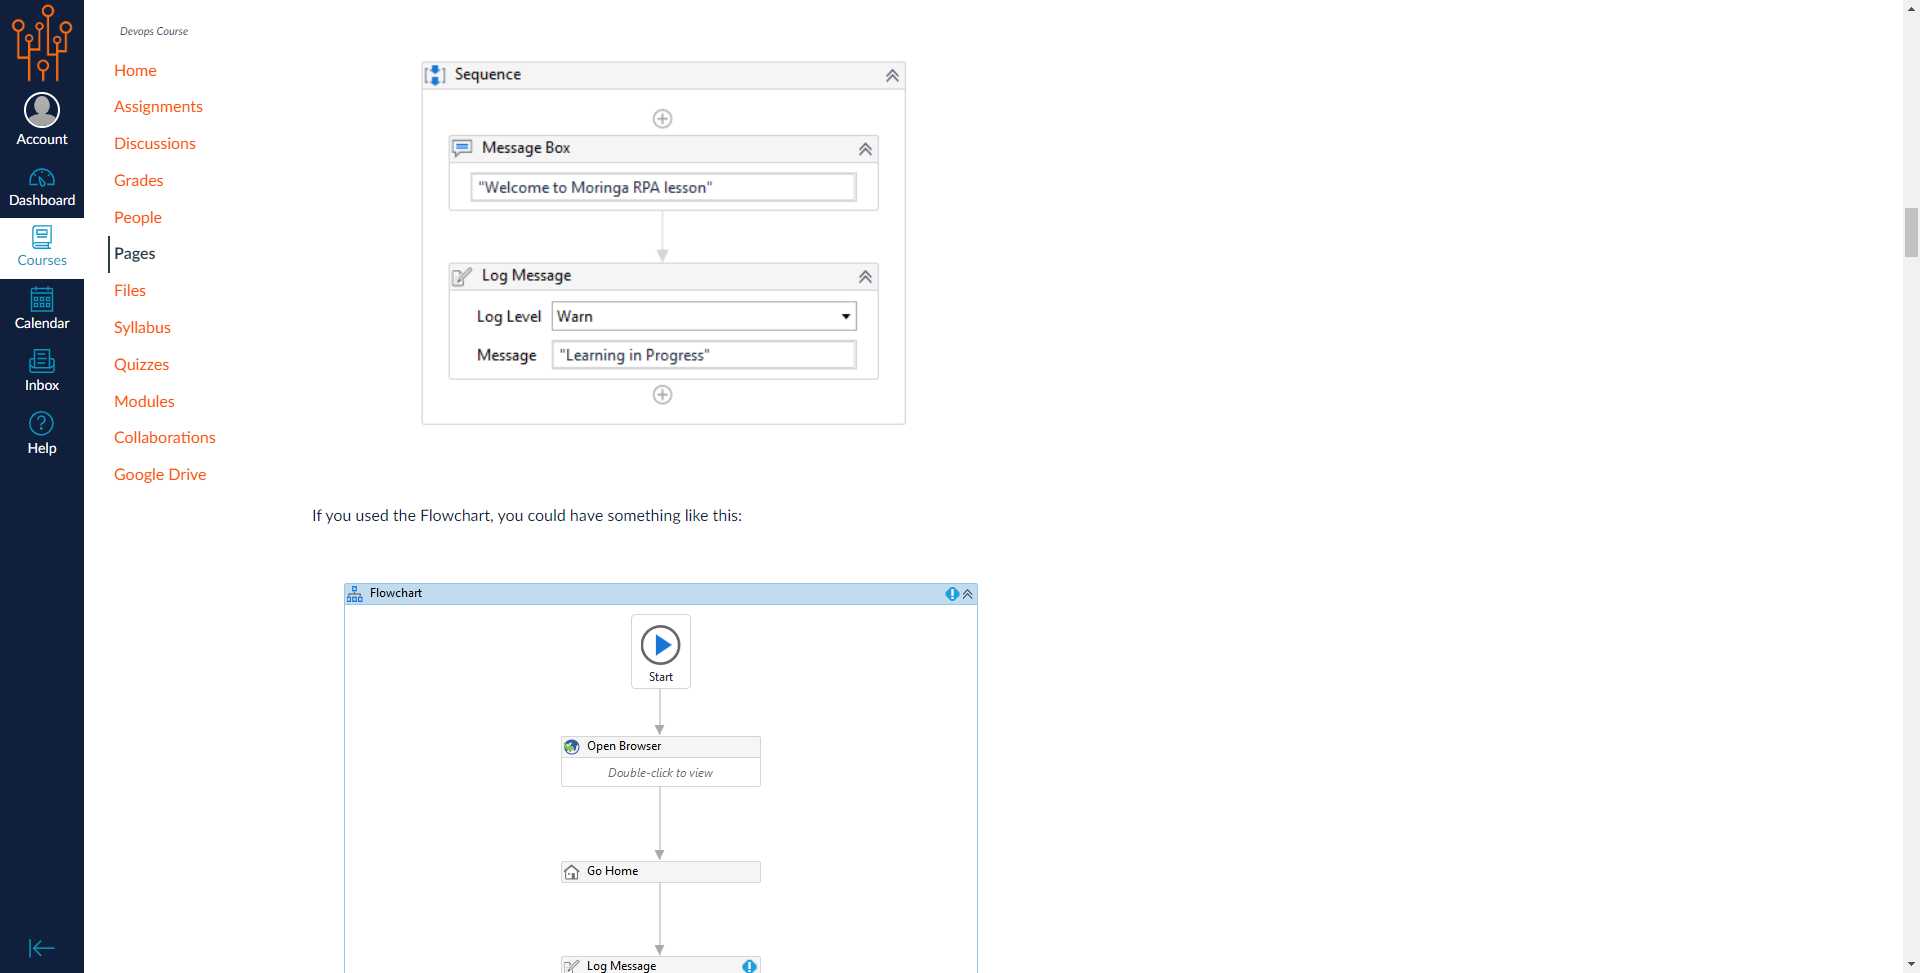 Devops Course
Home
Assignments
Discussions
Grades
People
Pages
Files
Syllabus
Quizzes
Modules
Collaborations
Google Drive
Account
Dashboard
Courses
Calendar
Inbox
Help
Sequence
Message Box
"Welcome to Moringa RPA lesson"
Log Message
Log Level Warn
Message "Learning in Progress"
If you used the Flowchart, you could have something like this:
Flowchart
Start
Open Browser
Double-click to view
Go Home
Log Message